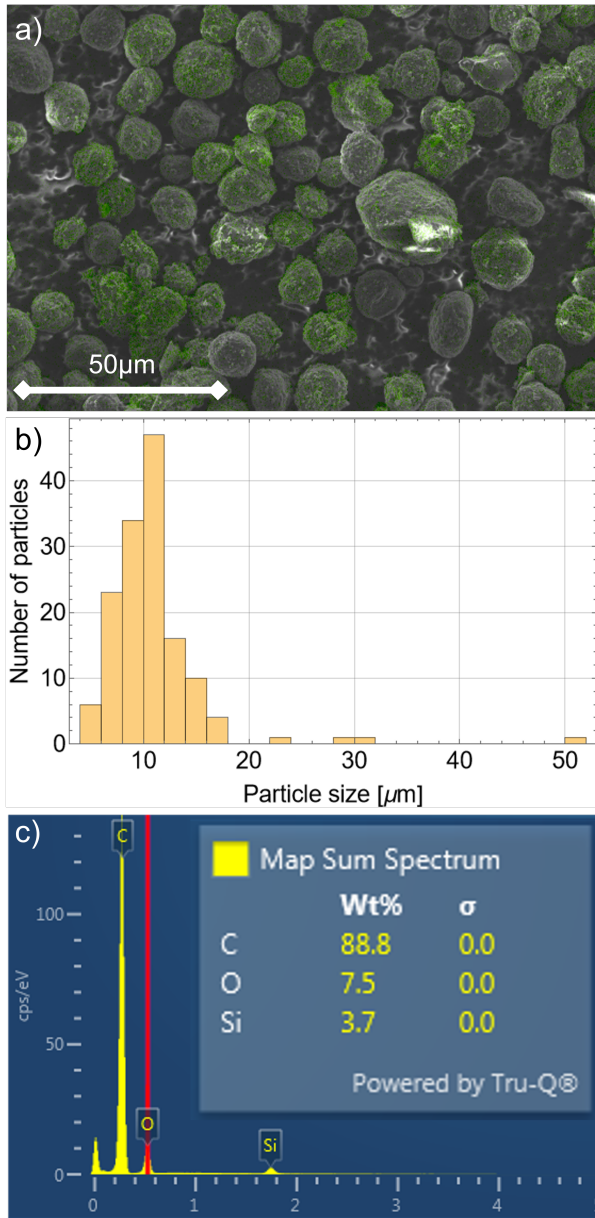 a)
50μm
b)
Number of particles
40
30
20
10
0
10
20
30
40
50
Particle size [μm]
c)
C
Map Sum Spectrum
Wt%
σ
C
88.8
0.0
O
7.5
0.0
Si
3.7
0.0
Powered by Tru-Q®
cps/eV
100
50
0
O
Si
0
1
2
3
4